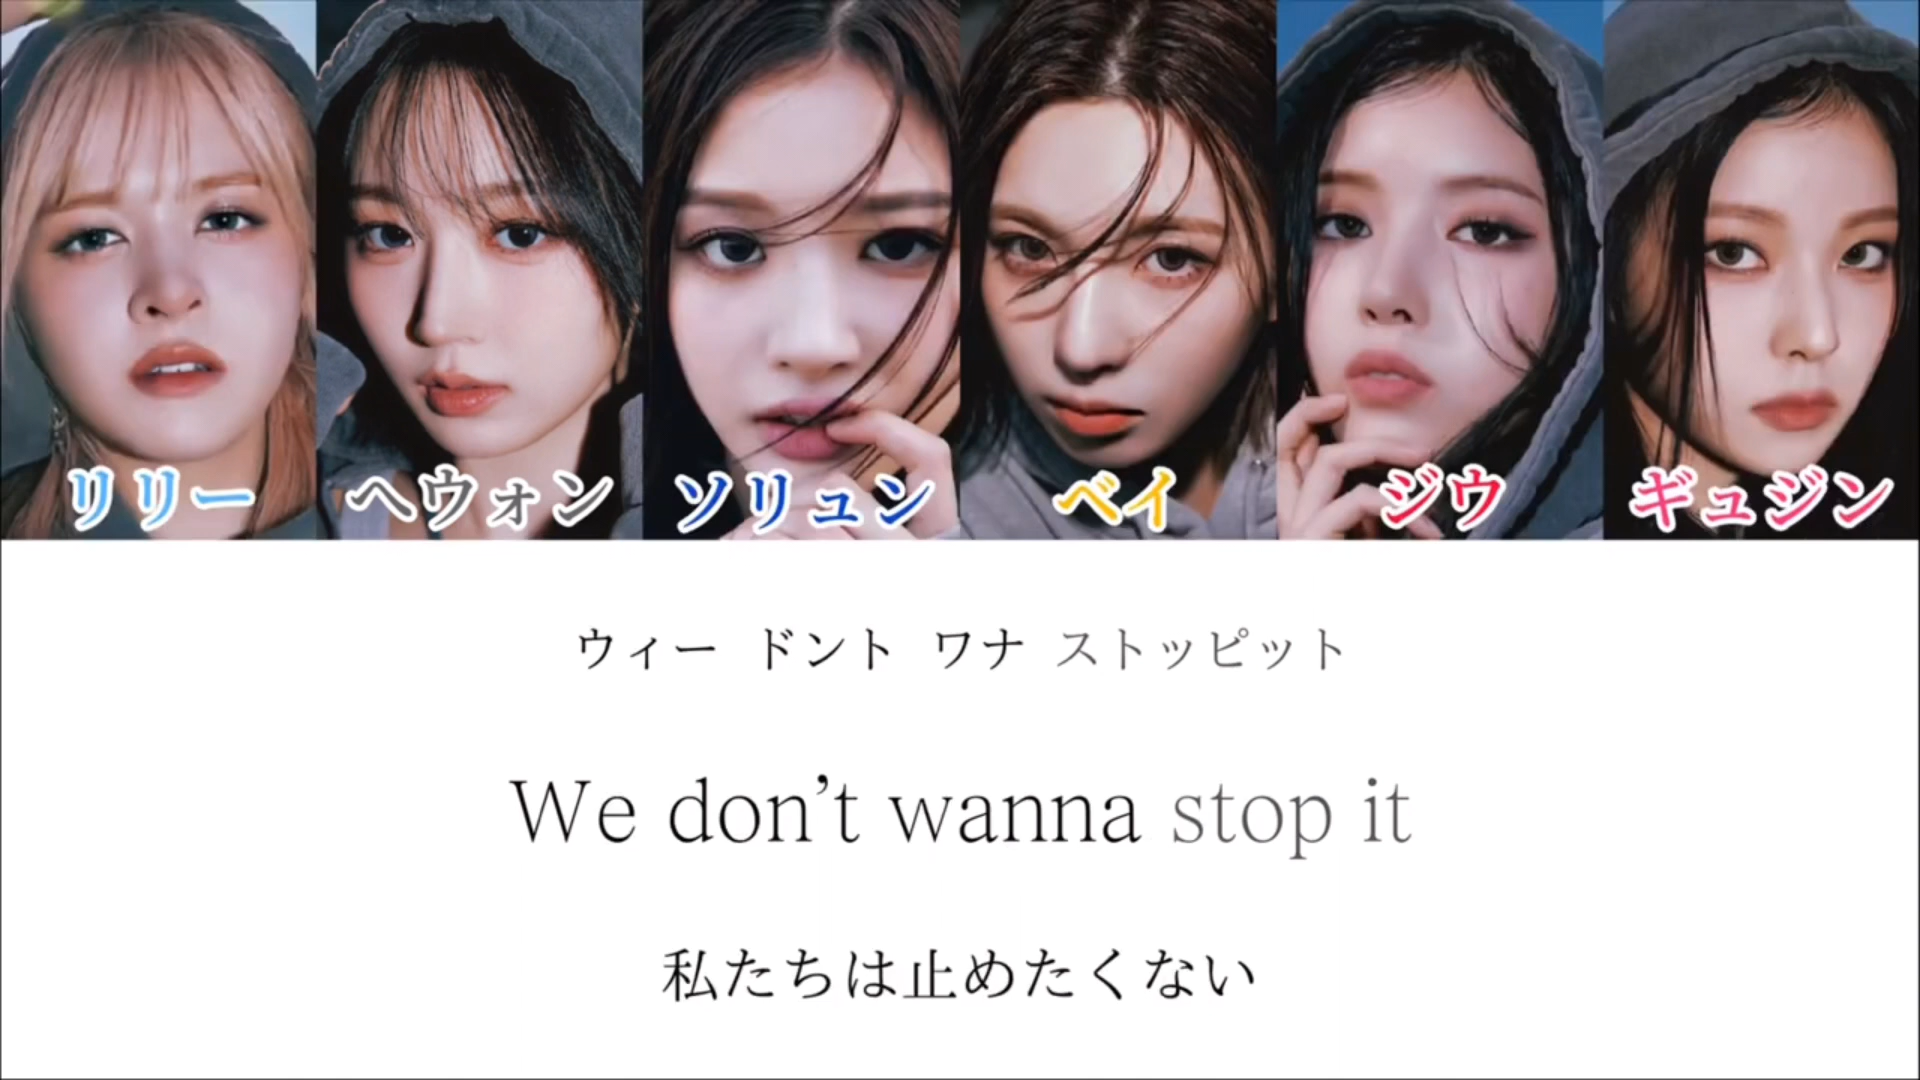 リリー ヘウォン ソリュン ベイ ジウ ギュジン
ウィー ドント ワナ ストッピット
We don't wanna stop it
私たちは止めたくない